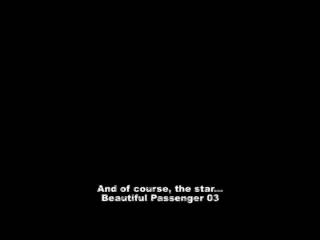 And of course, the star...
Beautiful Passenger 03